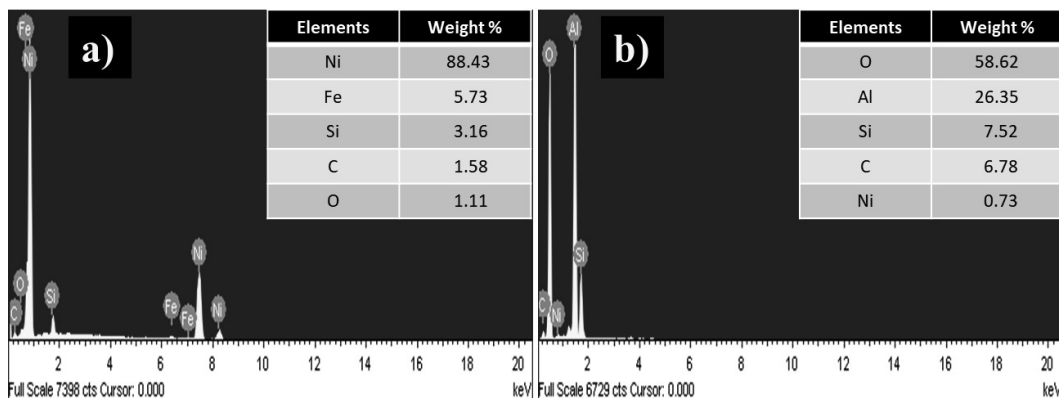 a)
Elements Weight %
Ni 88.43
Fe 5.73
Si 3.16
C 1.58
O 1.11
Fe
Ni
O
C
Si
Fe
Fe
Ni
Ni
2 4 6 8 10 12 14 16 18 20
Full Scale 7398 cts Cursor: 0.000 keV
b)
Elements Weight %
O 58.62
Al 26.35
Si 7.52
C 6.78
Ni 0.73
O
Al
Si
C
Ni
2 4 6 8 10 12 14 16 18 20
Full Scale 6729 cts Cursor: 0.000 keV